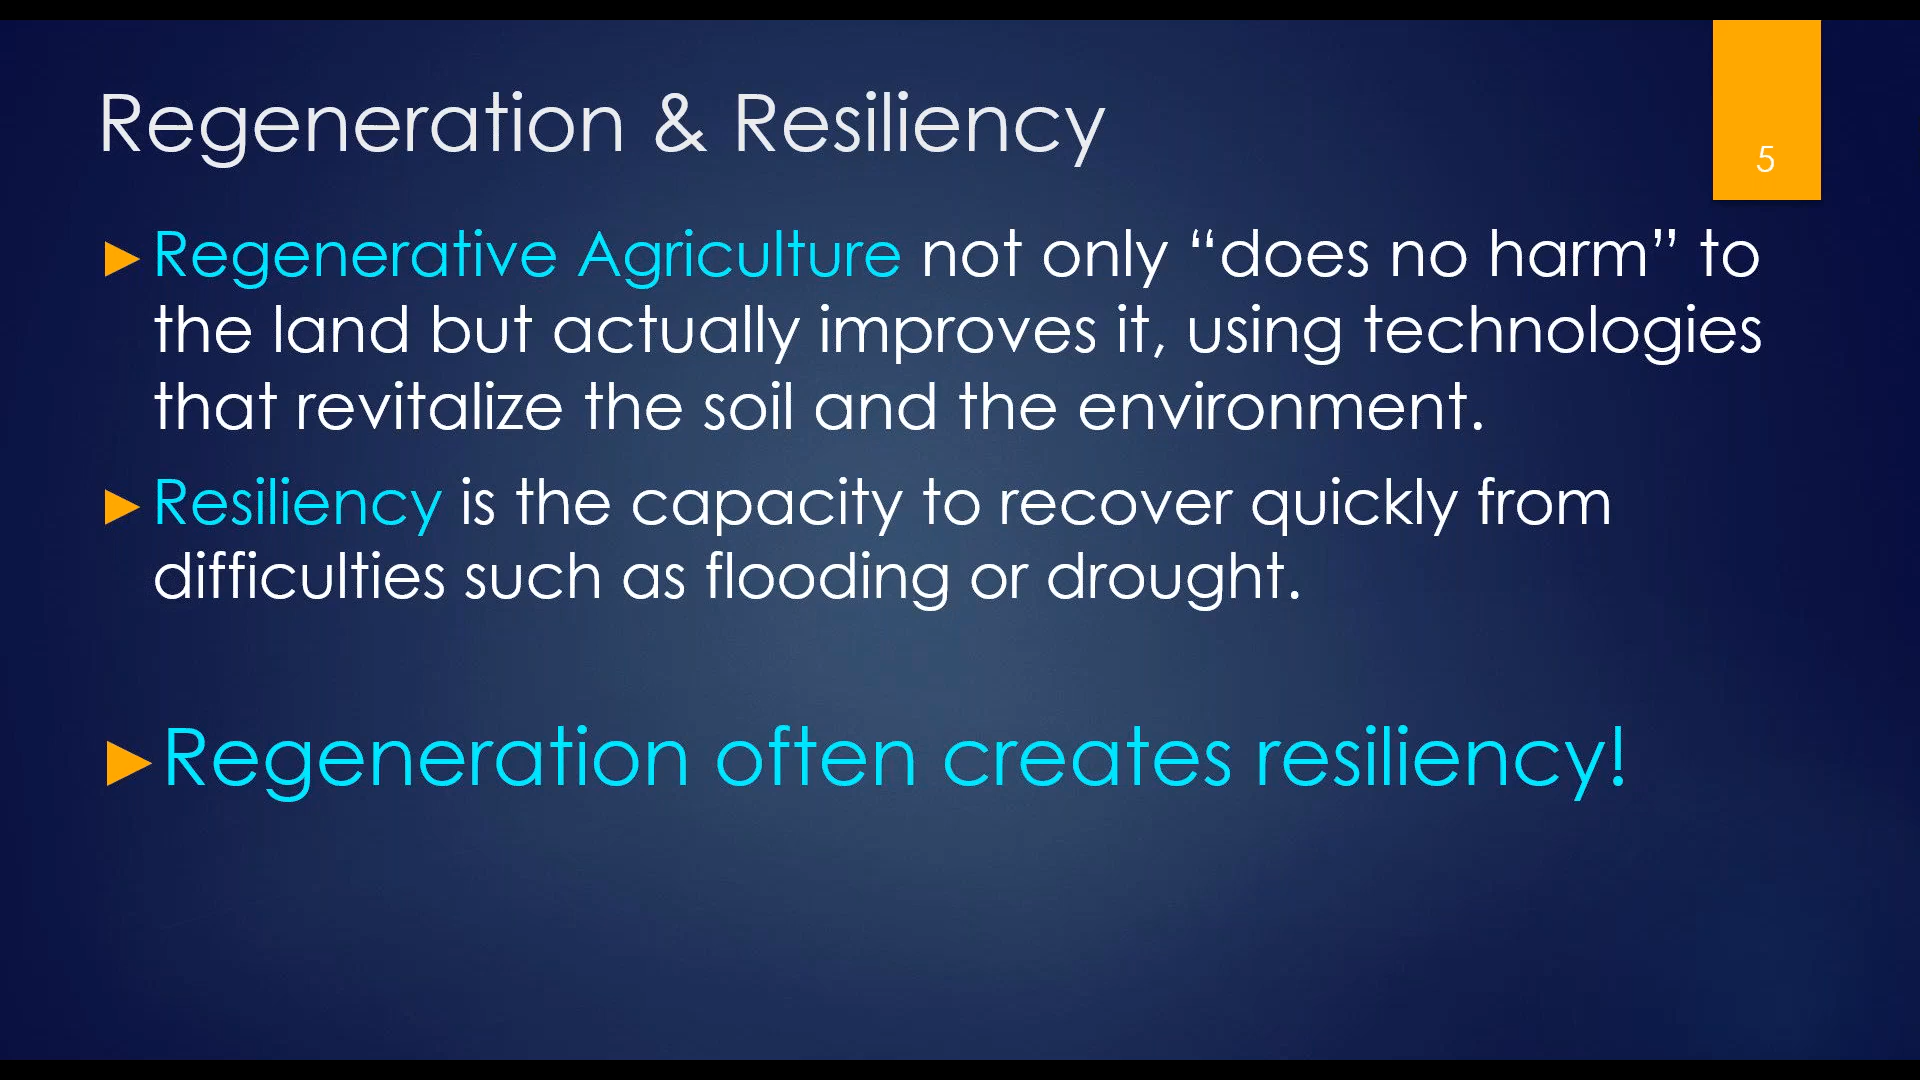 Regeneration & Resiliency
5
► Regenerative Agriculture not only “does no harm” to
the land but actually improves it, using technologies
that revitalize the soil and the environment.
► Resiliency is the capacity to recover quickly from
difficulties such as flooding or drought.
► Regeneration often creates resiliency!